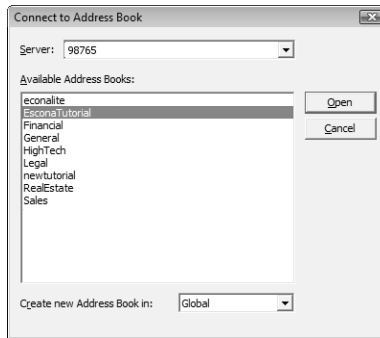 Connect to Address Book
Server: 98765
Available Address Books:
econalite
EsconaTutorial
Financial
General
HighTech
Legal
newtutorial
RealEstate
Sales
Open
Cancel
Create new Address Book in: Global